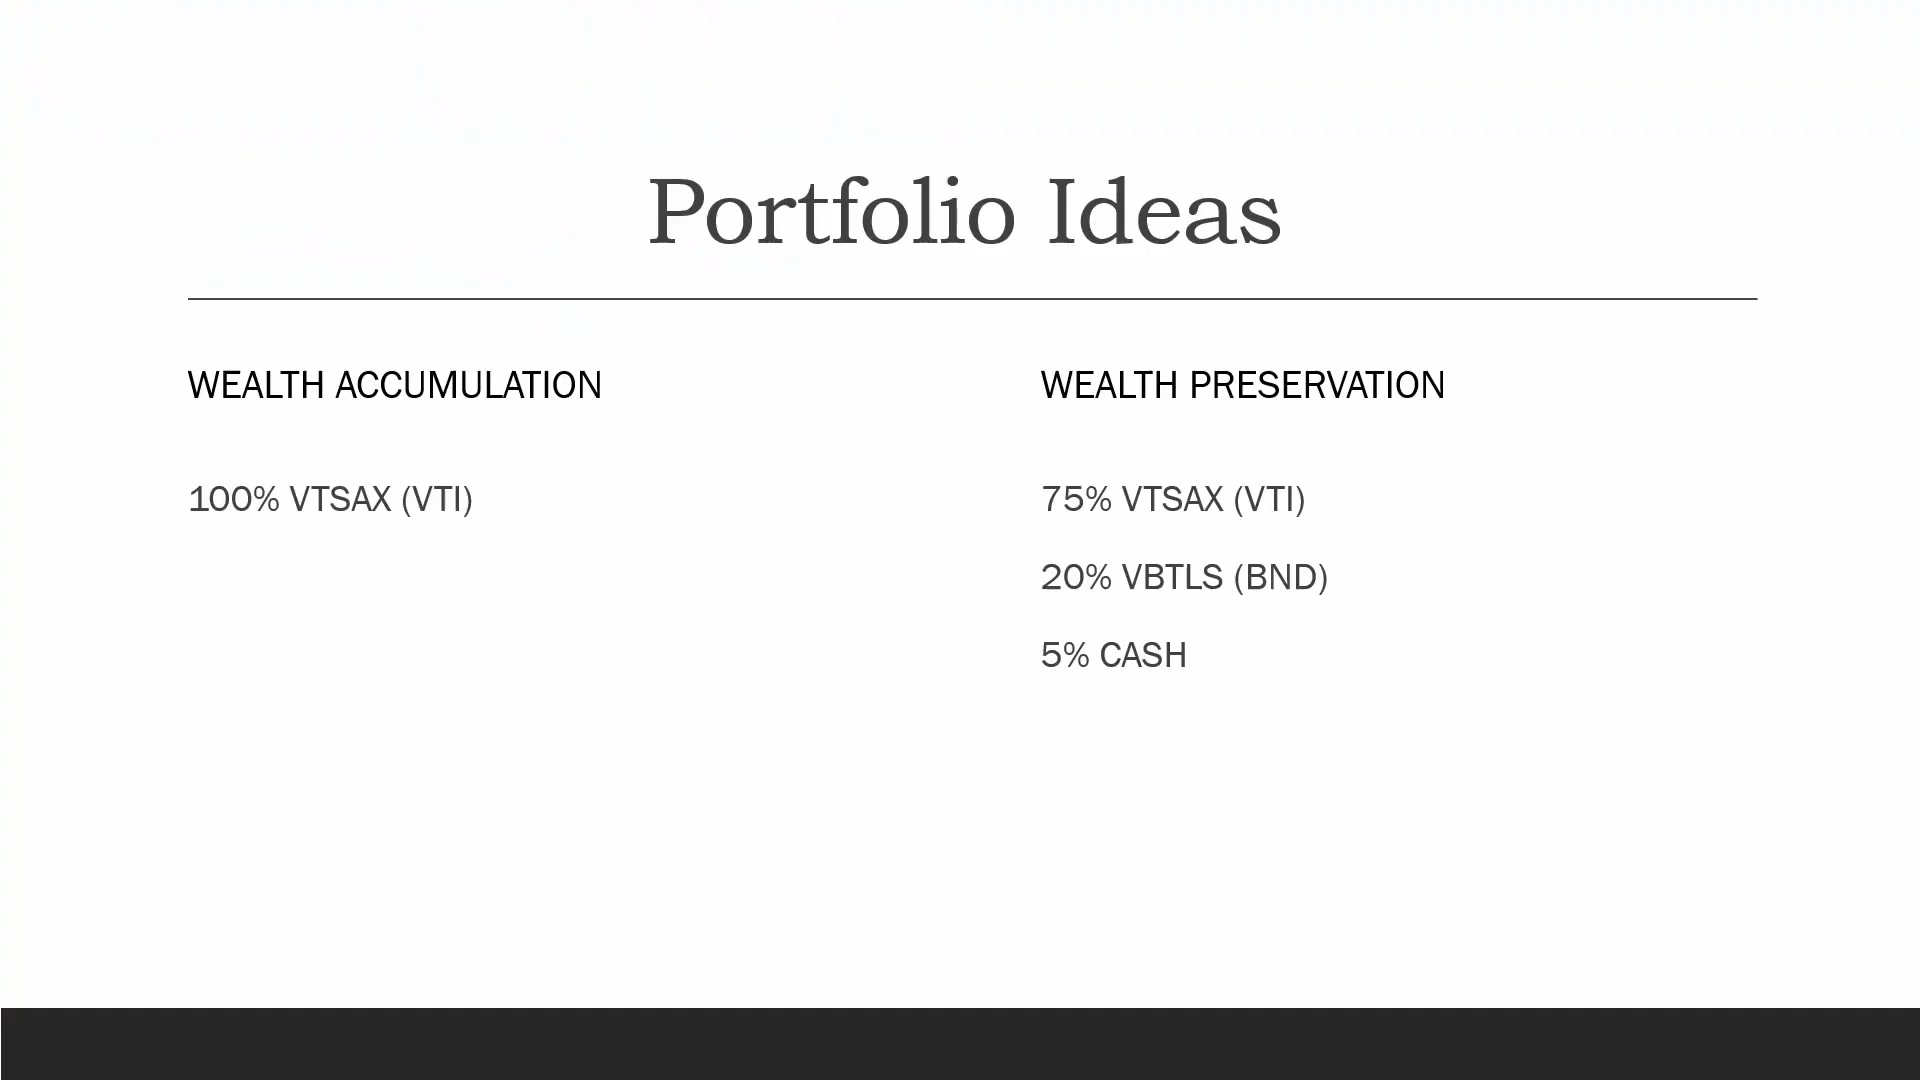 Portfolio Ideas
WEALTH ACCUMULATION
100% VTSAX (VTI)
WEALTH PRESERVATION
75% VTSAX (VTI)
20% VBTLS (BND)
5% CASH